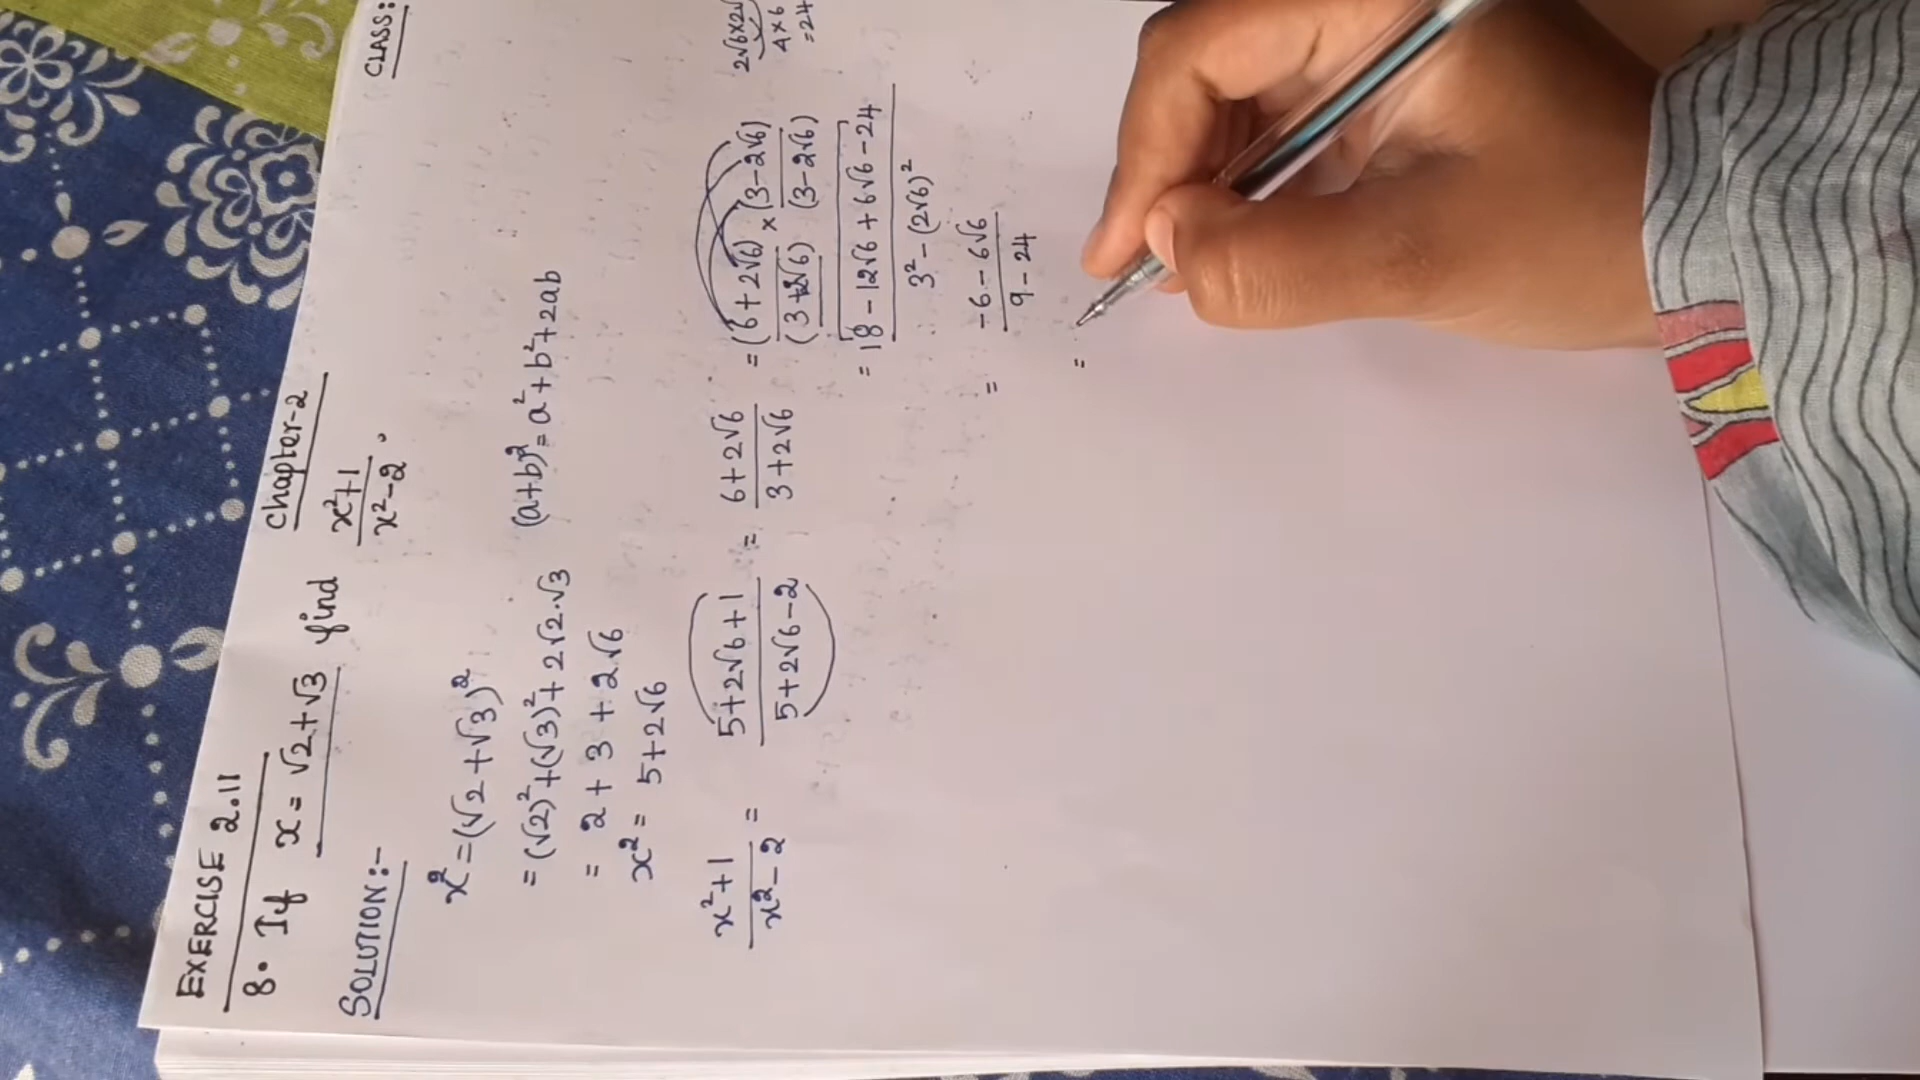 EXERCISE 2.11
Chapter-2
CLASS:
8. If x = √2+√3 find x²+1 / x²-2.
SOLUTION:-
x² = (√2+√3)²
= (√2)²+(√3)²+2√2.√3
(a+b)² = a²+b²+2ab
= 2+3+2√6
x² = 5+2√6
x²+1 / x²-2 = 5+2√6+1 / 5+2√6-2 = 6+2√6 / 3+2√6 = (6+2√6) / (3+2√6) × (3-2√6) / (3-2√6)
2√6×2√
4×6
=24
= 18-12√6+6√6-24 / 3²-(2√6)²
= -6-6√6 / 9-24
=